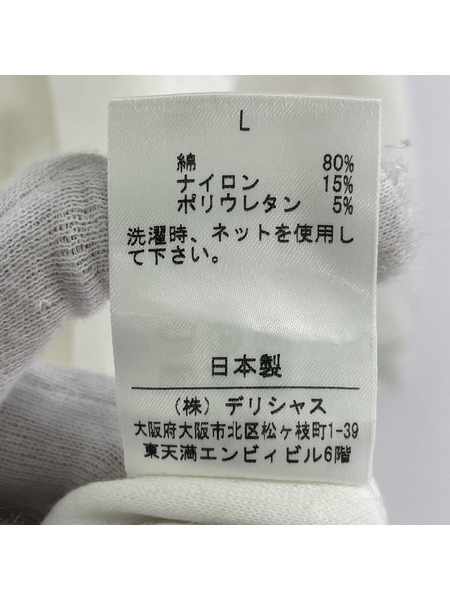 L
綿 80%
ナイロン 15%
ポリウレタン 5%
洗濯時、ネットを使用し
て下さい。
日本製
(株) デリシャス
大阪府大阪市北区松ヶ枝町1-39
東天満エンビィビル6階